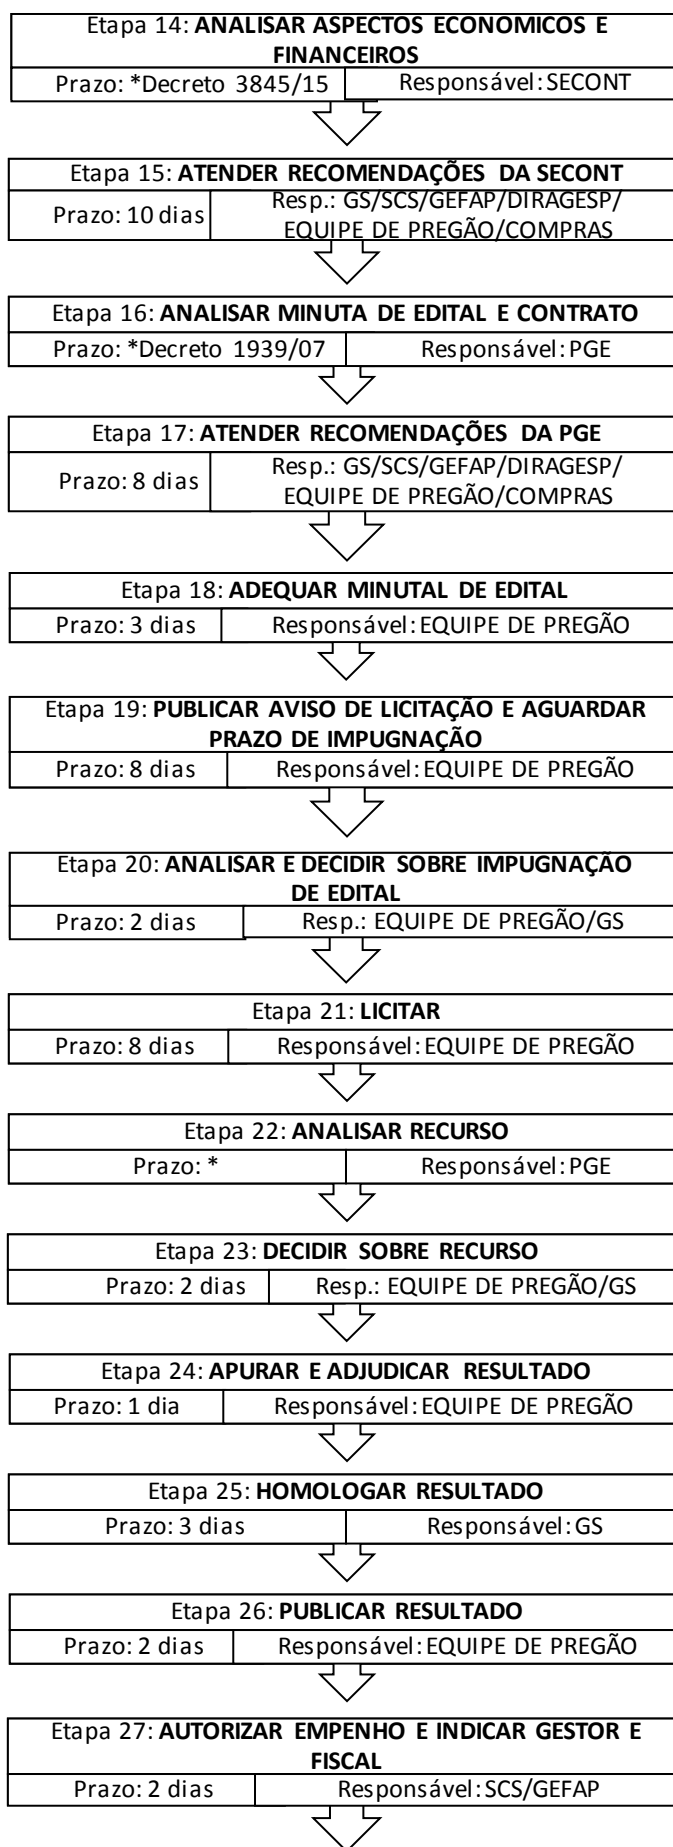 Etapa 14: ANALISAR ASPECTOS ECONOMICOS E
FINANCEIROS
Prazo: *Decreto 3845/15 Responsável: SECONT
Etapa 15: ATENDER RECOMENDAÇÕES DA SECONT
Prazo: 10 dias
Resp.: GS/SCS/GEFAP/DIRAGESP/
EQUIPE DE PREGÃO/COMPRAS
Etapa 16: ANALISAR MINUTA DE EDITAL E CONTRATO
Prazo: *Decreto 1939/07 Responsável: PGE
Etapa 17: ATENDER RECOMENDAÇÕES DA PGE
Prazo: 8 dias
Resp.: GS/SCS/GEFAP/DIRAGESP/
EQUIPE DE PREGÃO/COMPRAS
Etapa 18: ADEQUAR MINUTAL DE EDITAL
Prazo: 3 dias Responsável: EQUIPE DE PREGÃO
Etapa 19: PUBLICAR AVISO DE LICITAÇÃO E AGUARDAR
PRAZO DE IMPUGNAÇÃO
Prazo: 8 dias Responsável: EQUIPE DE PREGÃO
Etapa 20: ANALISAR E DECIDIR SOBRE IMPUGNAÇÃO
DE EDITAL
Prazo: 2 dias Resp.: EQUIPE DE PREGÃO/GS
Etapa 21: LICITAR
Prazo: 8 dias Responsável: EQUIPE DE PREGÃO
Etapa 22: ANALISAR RECURSO
Prazo: * Responsável: PGE
Etapa 23: DECIDIR SOBRE RECURSO
Prazo: 2 dias Resp.: EQUIPE DE PREGÃO/GS
Etapa 24: APURAR E ADJUDICAR RESULTADO
Prazo: 1 dia Responsável: EQUIPE DE PREGÃO
Etapa 25: HOMOLOGAR RESULTADO
Prazo: 3 dias Responsável: GS
Etapa 26: PUBLICAR RESULTADO
Prazo: 2 dias Responsável: EQUIPE DE PREGÃO
Etapa 27: AUTORIZAR EMPENHO E INDICAR GESTOR E
FISCAL
Prazo: 2 dias Responsável: SCS/GEFAP